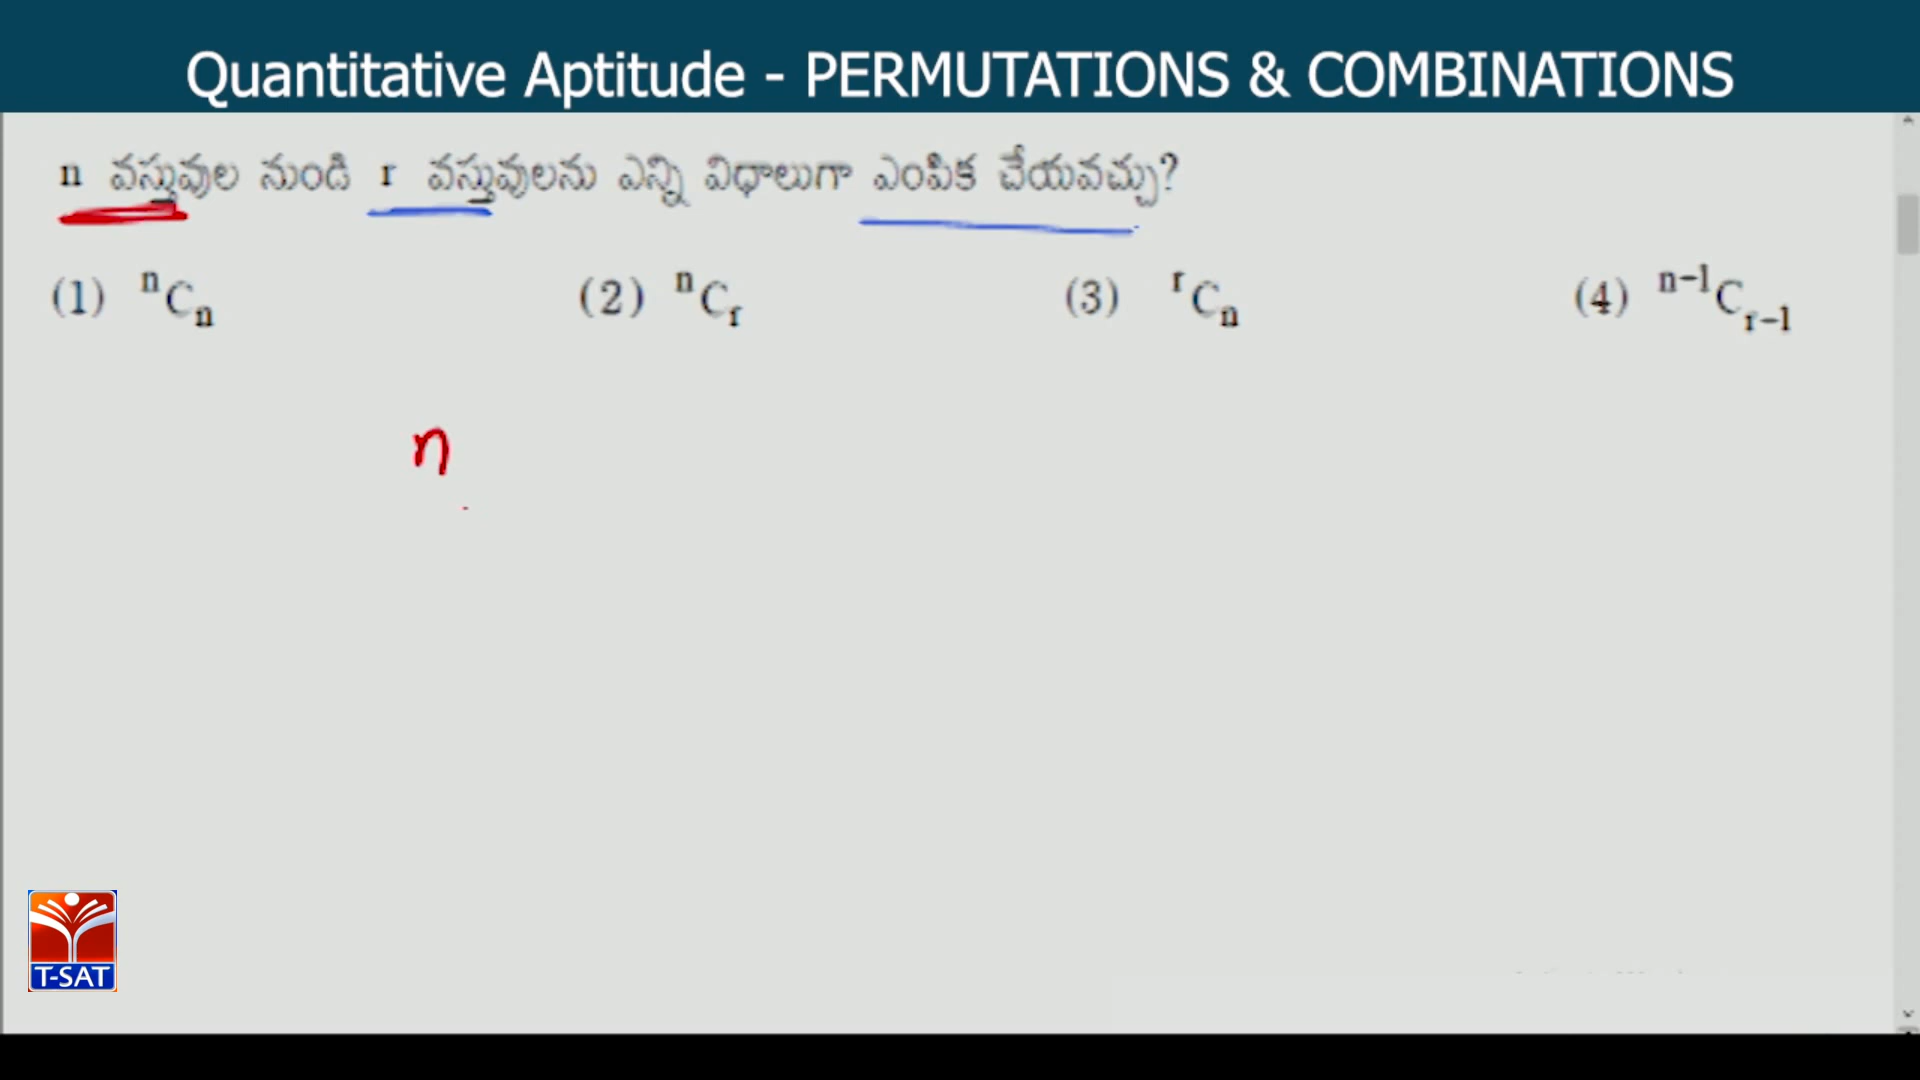 Quantitative Aptitude - PERMUTATIONS & COMBINATIONS
n వస్తువుల నుండి r వస్తువులను ఎన్ని విధాలుగా ఎంపిక చేయవచ్చు?
(1) ⁿCₙ (2) ⁿCᵣ (3) ʳCₙ (4) ⁿ⁻¹Cᵣ₋₁
n
T-SAT